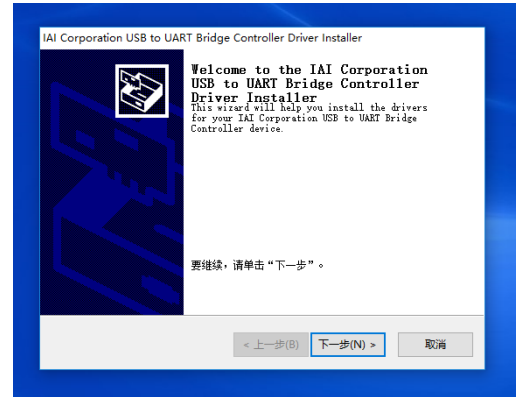 IAI Corporation USB to UART Bridge Controller Driver Installer
Welcome to the IAI Corporation
USB to UART Bridge Controller
Driver Installer
This wizard will help you install the drivers
for your IAI Corporation USB to UART Bridge
Controller device.
要继续，请单击“下一步”。
< 上一步(B)
下一步(N) >
取消